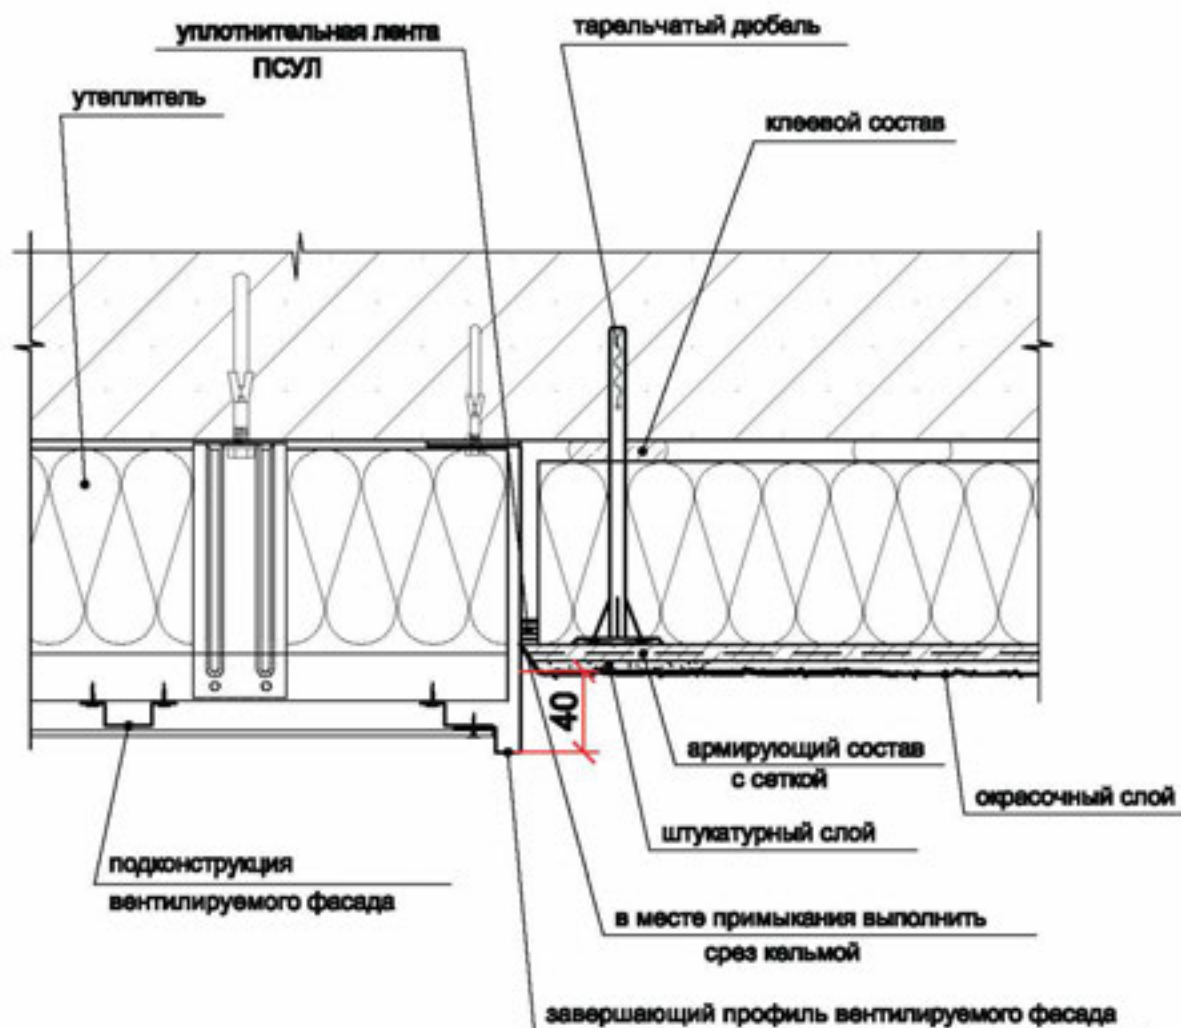 уплотнительная лента
ПСУЛ
тарельчатый дюбель
утеплитель
клеевой состав
40
армирующий состав
с сеткой
окрасочный слой
штукатурный слой
подконструкция
вентилируемого фасада
в месте примыкания выполнить
срез кельмой
завершающий профиль вентилируемого фасада